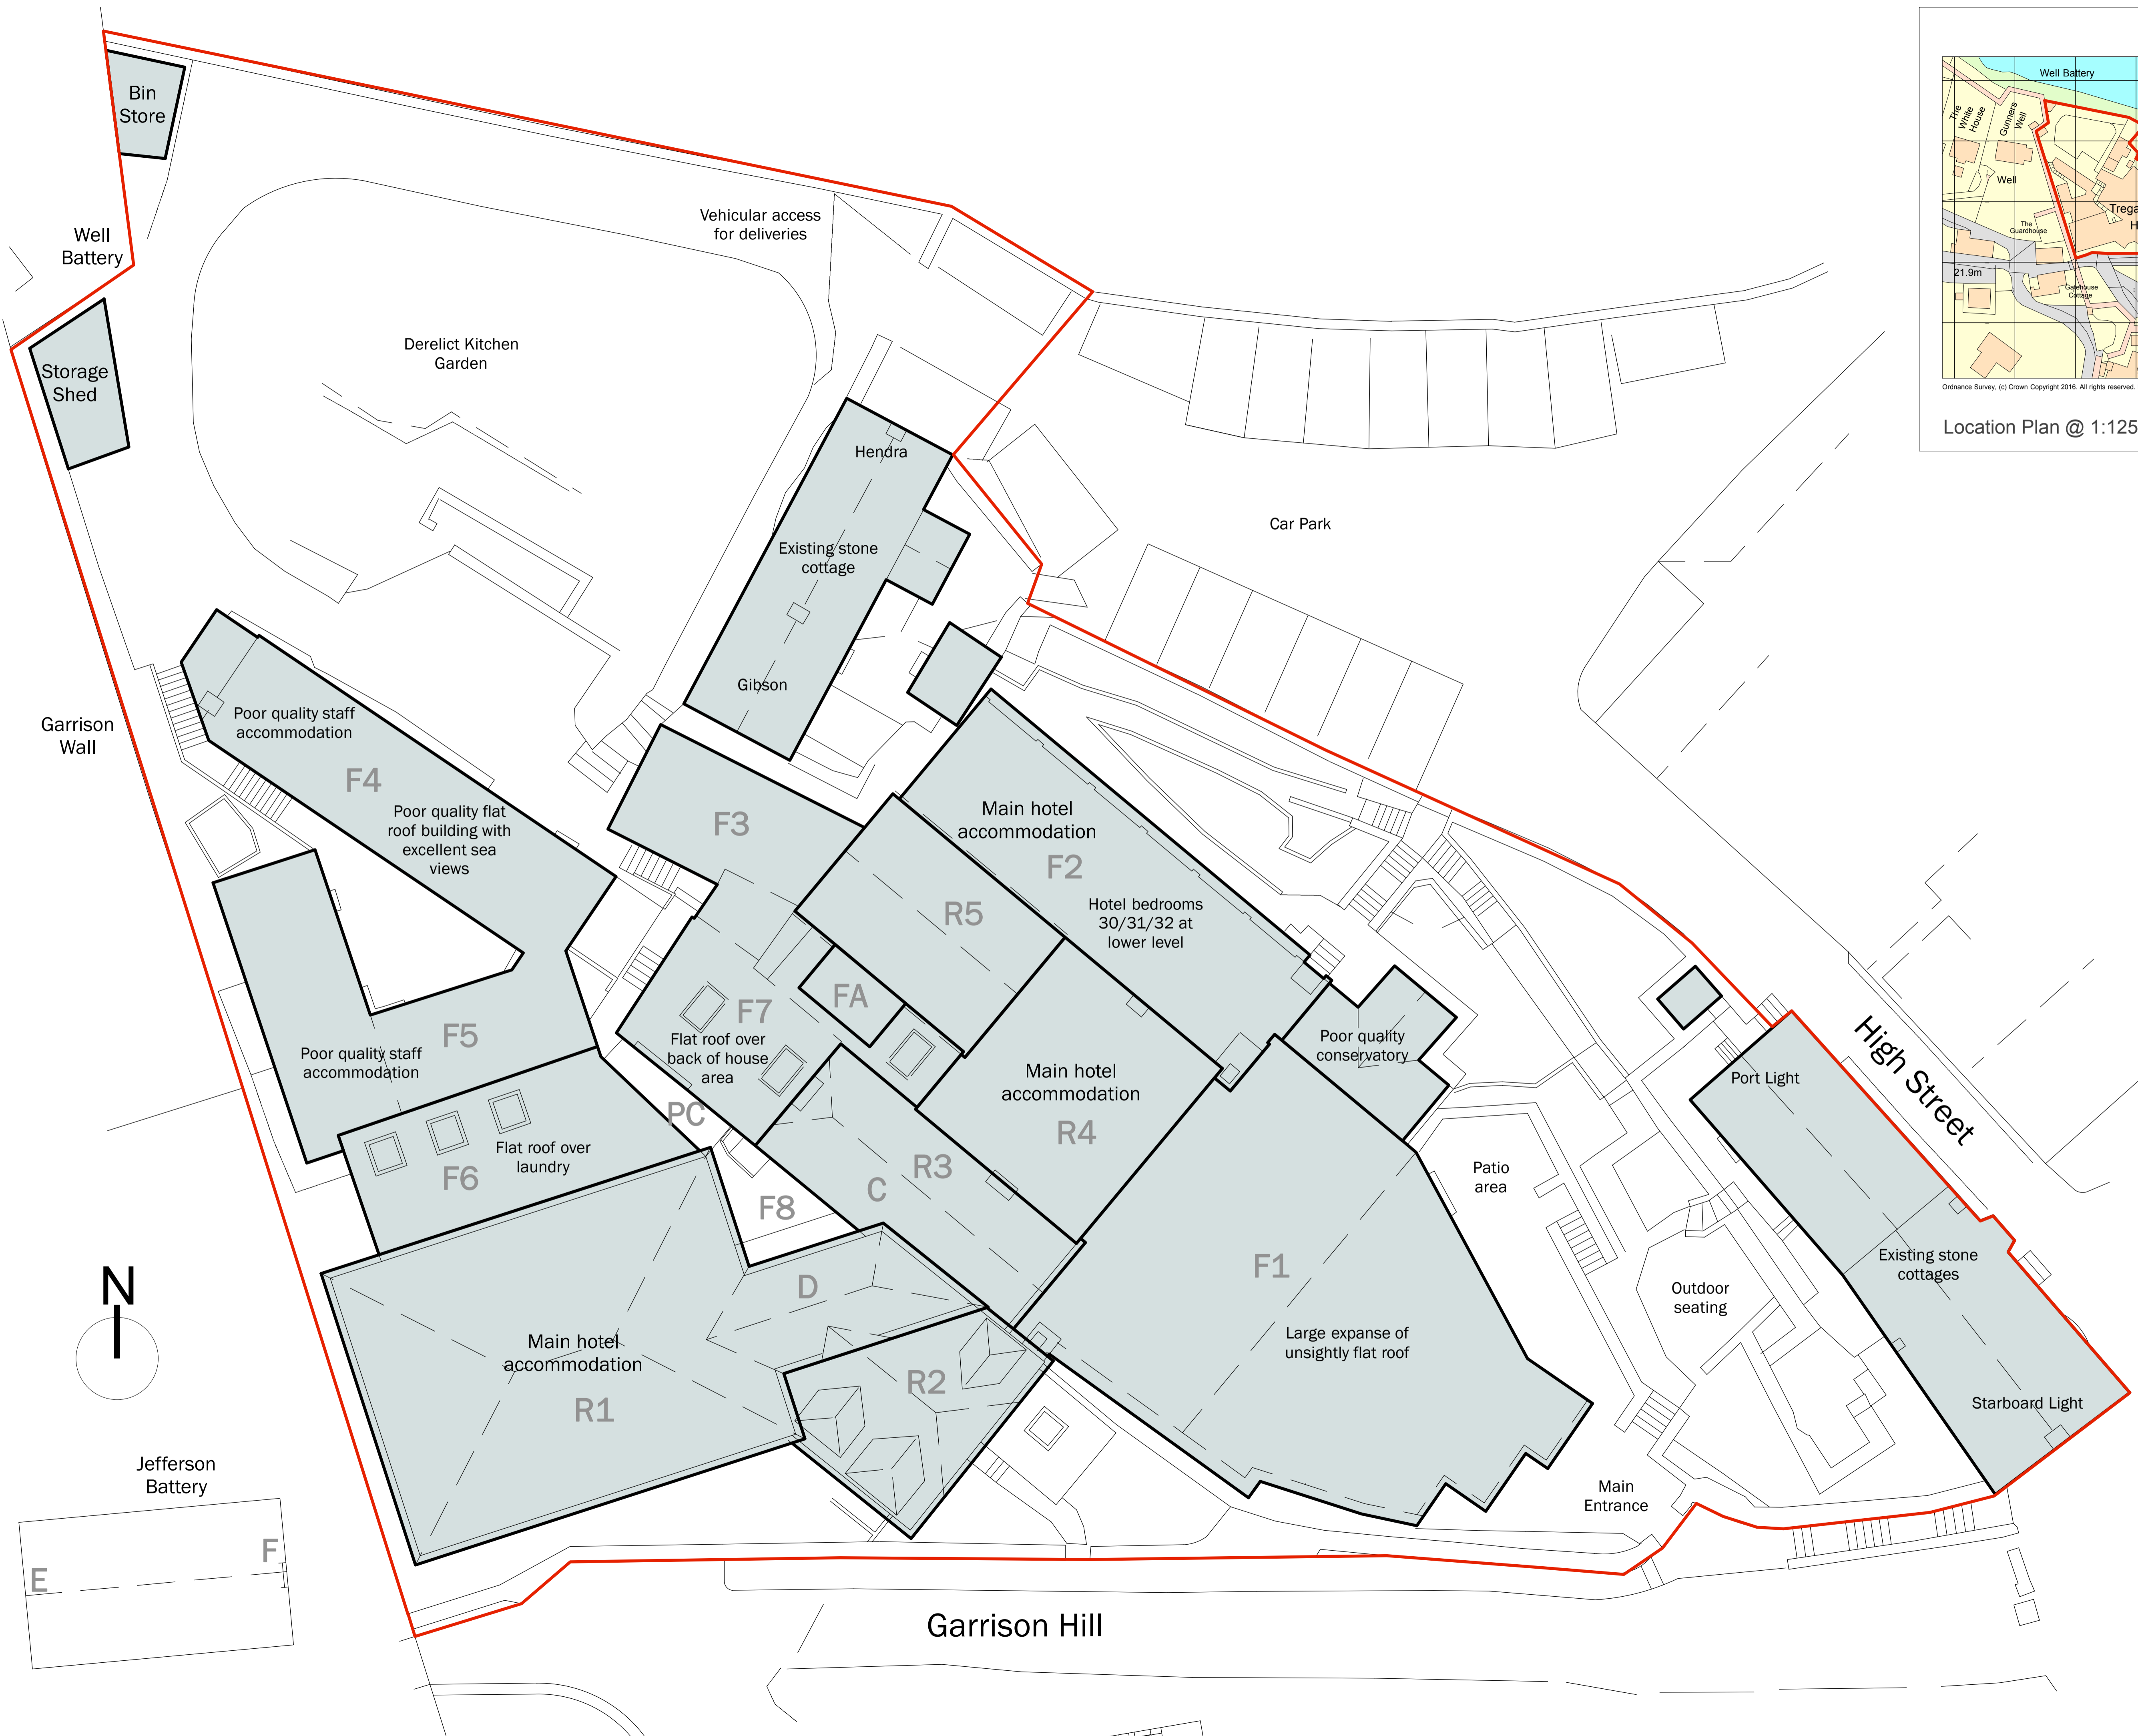 Bin
Store
Well
Battery
Storage
Shed
Vehicular access
for deliveries
Derelict Kitchen
Garden
Hendra
Existing stone
cottage
Gibson
Car Park
Garrison
Wall
Poor quality staff
accommodation
F4
Poor quality flat
roof building with
excellent sea
views
F3
Main hotel
accommodation
F2
Hotel bedrooms
30/31/32 at
lower level
R5
FA
F7
Flat roof over
back of house
area
F5
Poor quality staff
accommodation
Poor quality
conservatory
Main hotel
accommodation
R4
PC
Flat roof over
laundry
F6
R3
C
F8
D
F1
Large expanse of
unsightly flat roof
Main hotel
accommodation
R1
R2
Patio
area
Outdoor
seating
Port Light
High Street
Existing stone
cottages
Starboard Light
Main
Entrance
N
Jefferson
Battery
E
F
Garrison Hill
Well Battery
The
White
House
Gunners
Well
Well
Trega
H
The
Guardhouse
21.9m
Gatehouse
Cottage
Ordnance Survey, (c) Crown Copyright 2016. All rights reserved.
Location Plan @ 1:125